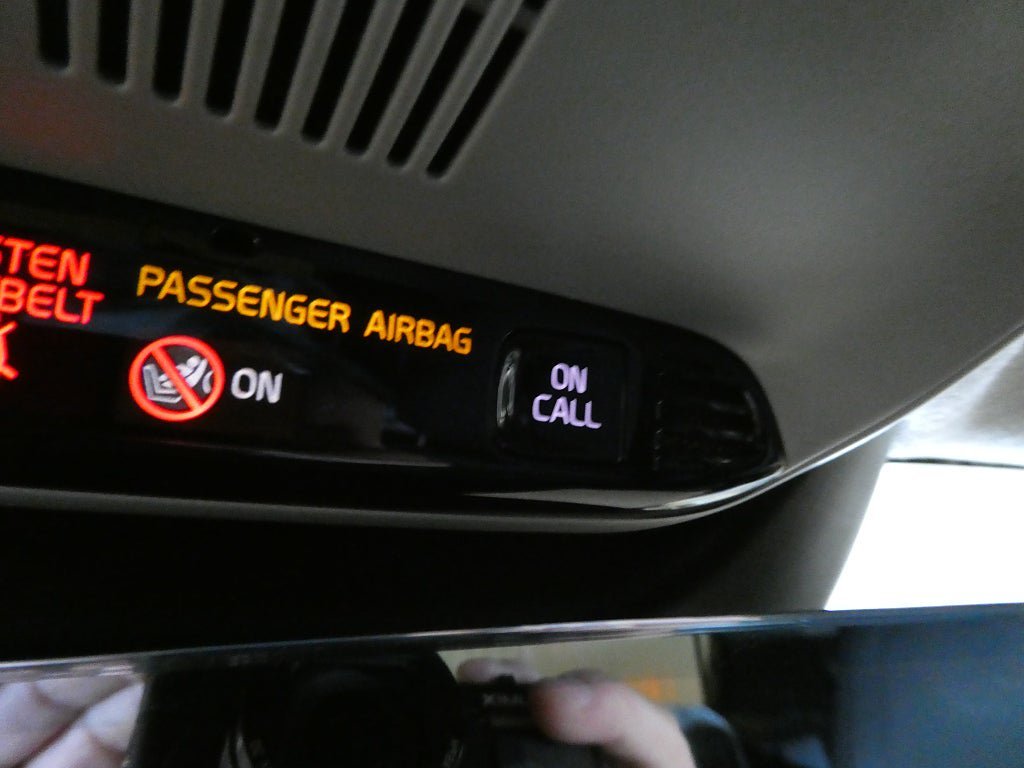 STEN
BELT
PASSENGER AIRBAG
ON
ON
CALL